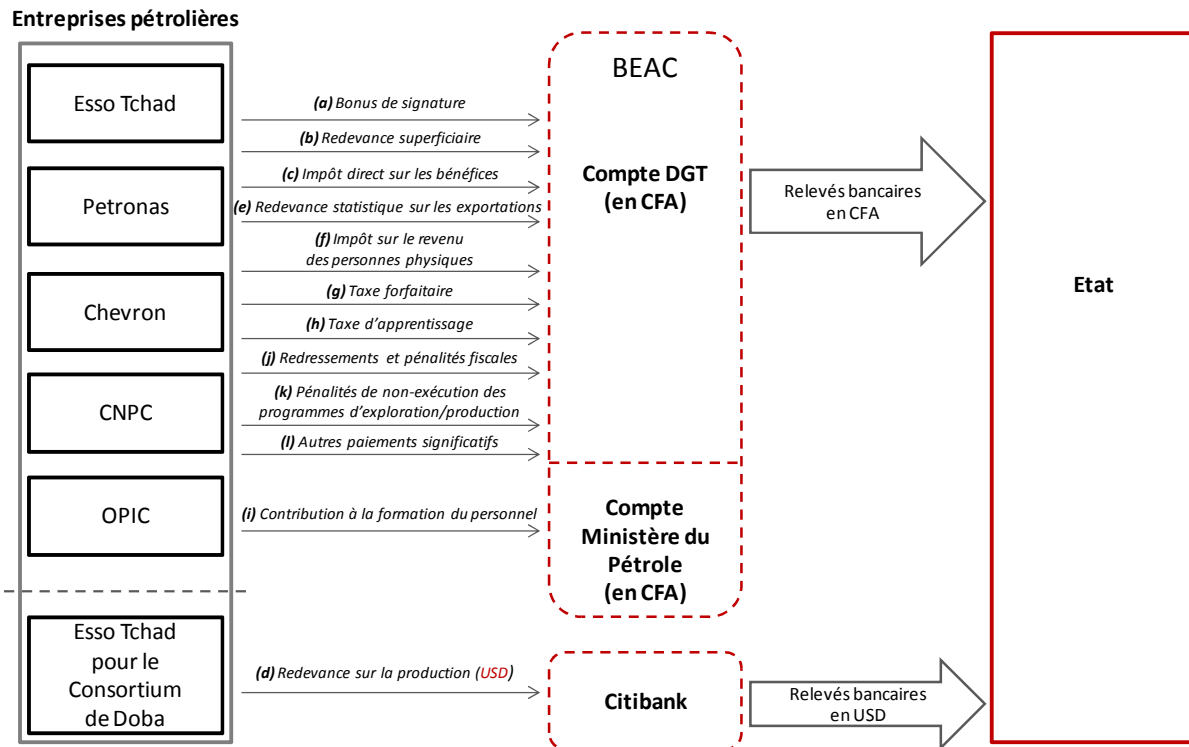 Entreprises pétrolières
Esso Tchad
Petronas
Chevron
CNPC
OPIC
Esso Tchad
pour le
Consortium
de Doba
(a) Bonus de signature
(b) Redevance superficiaire
(c) Impôt direct sur les bénéfices
(e) Redevance statistique sur les exportations
(f) Impôt sur le revenu
des personnes physiques
(g) Taxe forfaitaire
(h) Taxe d’apprentissage
(j) Redressements et pénalités fiscales
(k) Pénalités de non-exécution des
programmes d’exploration/production
(l) Autres paiements significatifs
(i) Contribution à la formation du personnel
(d) Redevance sur la production (USD)
BEAC
Compte DGT
(en CFA)
Compte
Ministère du
Pétrole
(en CFA)
Citibank
Relevés bancaires
en CFA
Relevés bancaires
en USD
Etat